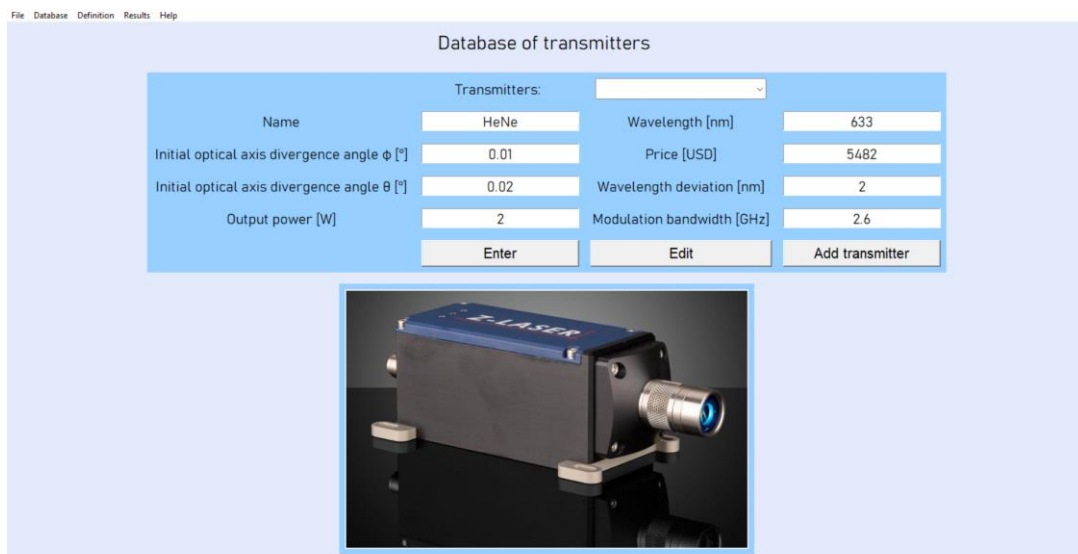 File Database Definition Results Help
Database of transmitters
Transmitters:
Name HeNe Wavelength [nm] 633
Initial optical axis divergence angle φ [°] 0.01 Price [USD] 5482
Initial optical axis divergence angle θ [°] 0.02 Wavelength deviation [nm] 2
Output power [W] 2 Modulation bandwidth [GHz] 2.6
Enter Edit Add transmitter
Z-LASER